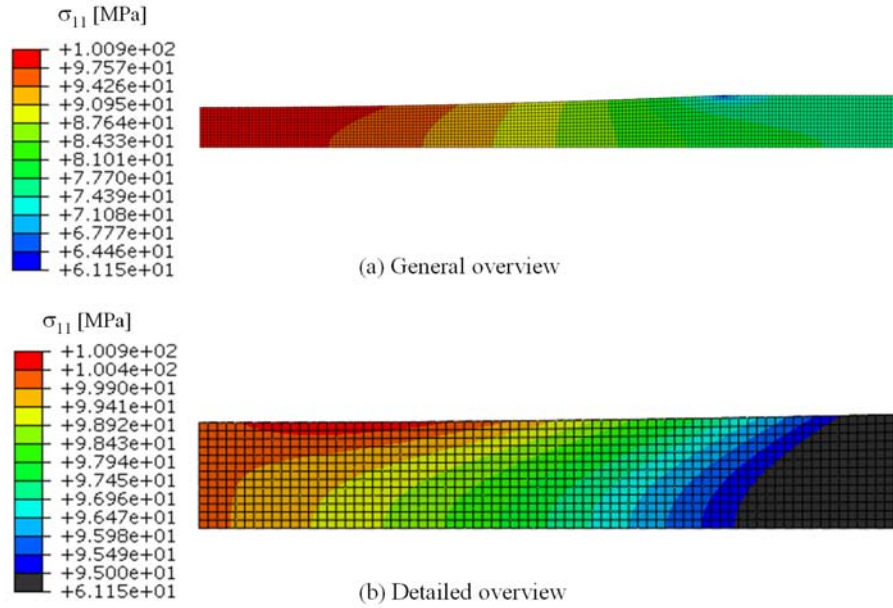 σ11 [MPa]
+1.009e+02
+9.757e+01
+9.426e+01
+9.095e+01
+8.764e+01
+8.433e+01
+8.101e+01
+7.770e+01
+7.439e+01
+7.108e+01
+6.777e+01
+6.446e+01
+6.115e+01
(a) General overview
σ11 [MPa]
+1.009e+02
+1.004e+02
+9.990e+01
+9.941e+01
+9.892e+01
+9.843e+01
+9.794e+01
+9.745e+01
+9.696e+01
+9.647e+01
+9.598e+01
+9.549e+01
+9.500e+01
+6.115e+01
(b) Detailed overview